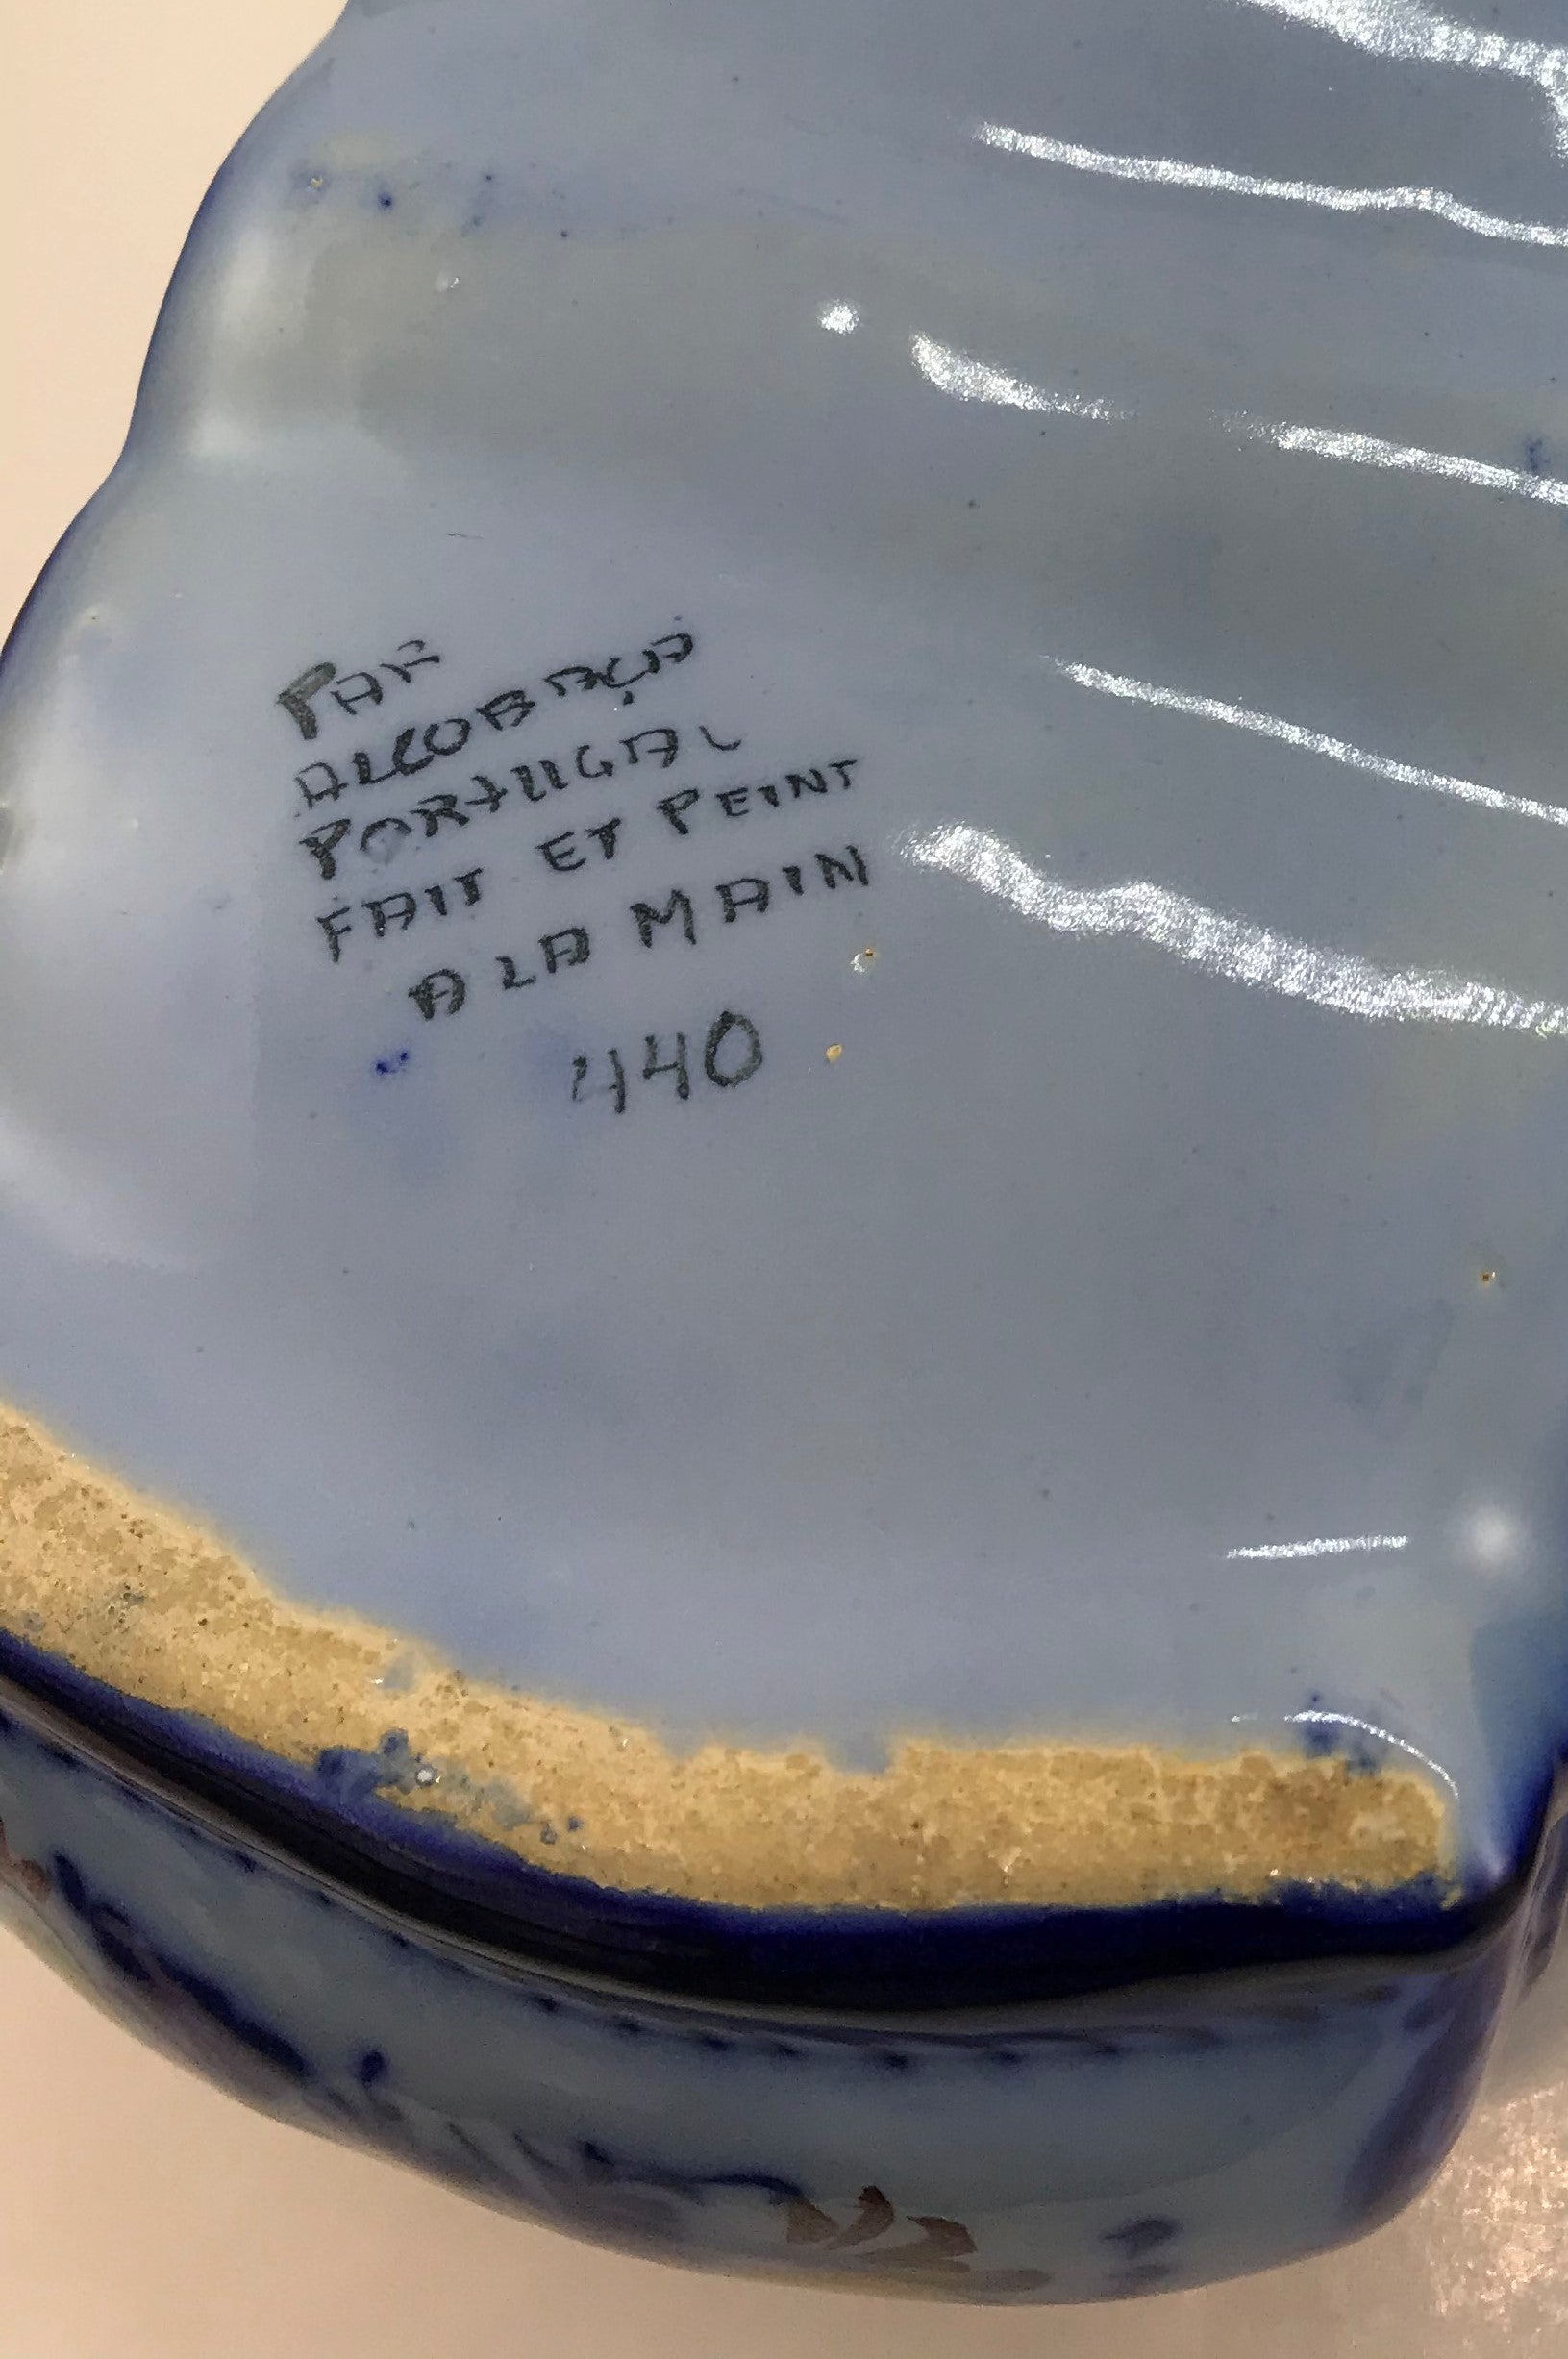 PAR
ALCOBAÇA
PORTUGAL
FAIT ET PEINT
A LA MAIN
440